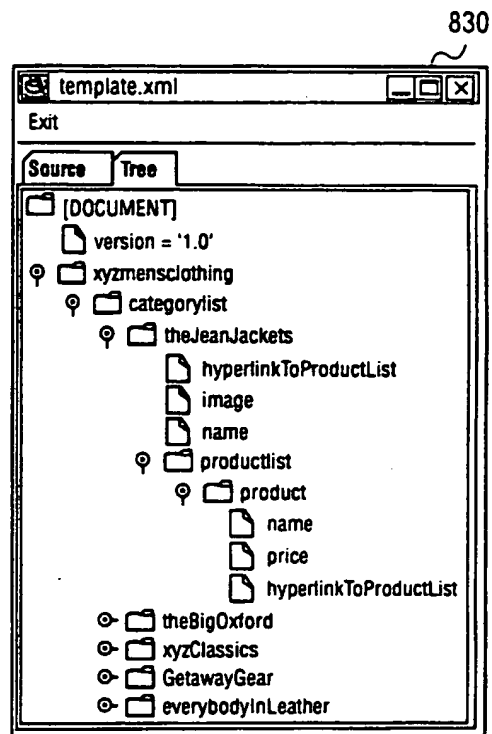 830
template.xml
Exit
Source Tree
[DOCUMENT]
version = '1.0'
xyzmensclothing
categorylist
theJeanJackets
hyperlinkToProductList
image
name
productlist
product
name
price
hyperlinkToProductList
theBigOxford
xyzClassics
GetawayGear
everybodyInLeather